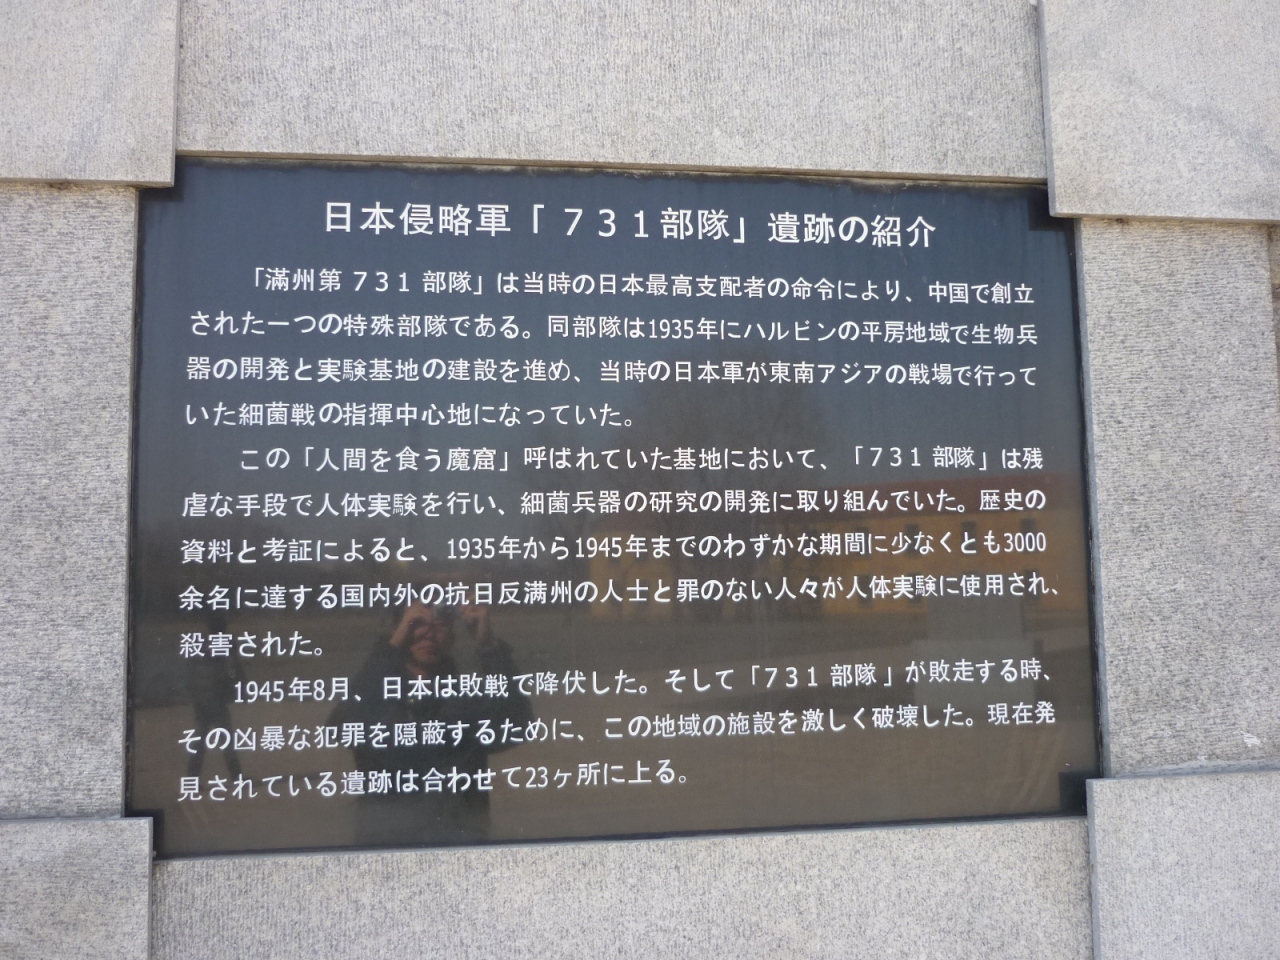 日本侵略軍「７３１部隊」遺跡の紹介
「滿州第７３１部隊」は当時の日本最高支配者の命令により、中国で創立
された一つの特殊部隊である。同部隊は1935年にハルビンの平房地域で生物兵
器の開発と実験基地の建設を進め、当時の日本軍が東南アジアの戦場で行って
いた細菌戦の指揮中心地になっていた。
この「人間を食う魔窟」呼ばれていた基地において、「７３１部隊」は残
虐な手段で人体実験を行い、細菌兵器の研究の開発に取り組んでいた。歴史の
資料と考証によると、1935年から1945年までのわずかな期間に少なくとも3000
余名に達する国内外の抗日反満州の人士と罪のない人々が人体実験に使用され、
殺害された。
1945年8月、日本は敗戦で降伏した。そして「７３１部隊」が敗走する時、
その凶暴な犯罪を隠蔽するために、この地域の施設を激しく破壊した。現在発
見されている遺跡は合わせて23ヶ所に上る。